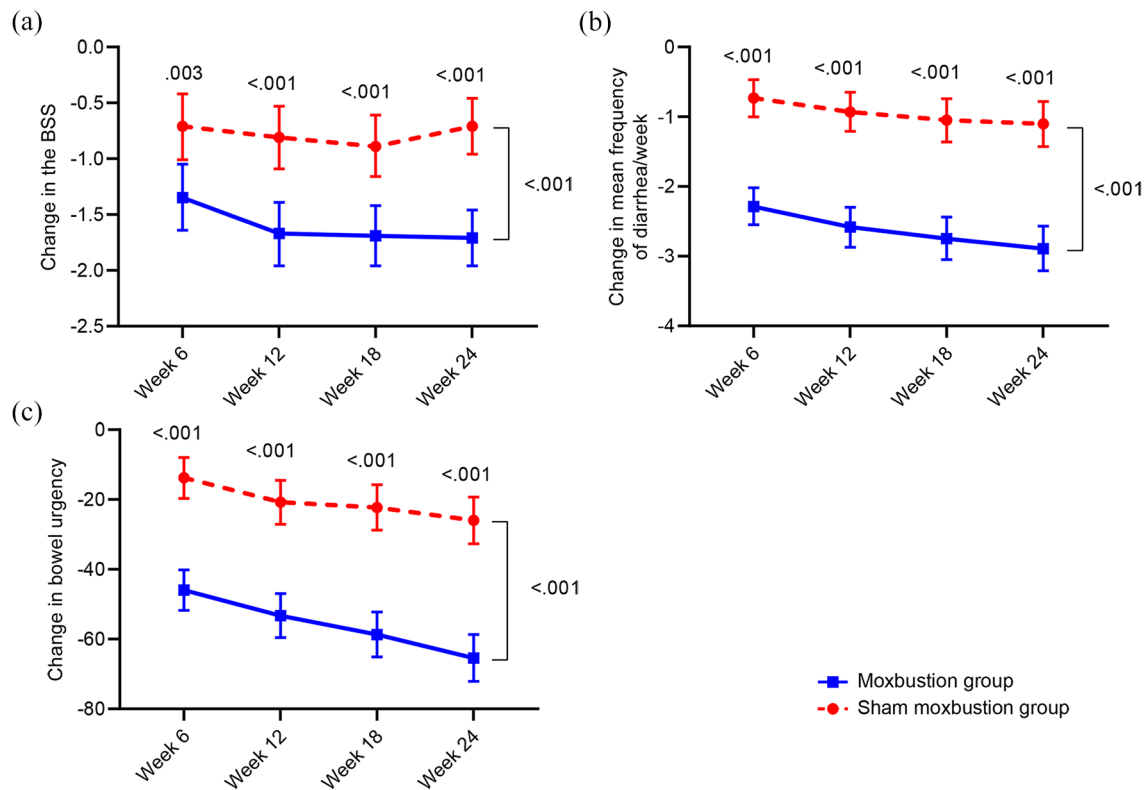 (a)
0.0
-0.5
-1.0
-1.5
-2.0
-2.5
Change in the BSS
.003
<.001
<.001
<.001
<.001
Week 6
Week 12
Week 18
Week 24
(b)
0
-1
-2
-3
-4
Change in mean frequency
of diarrhea/week
<.001
<.001
<.001
<.001
<.001
Week 6
Week 12
Week 18
Week 24
(c)
0
-20
-40
-60
-80
Change in bowel urgency
<.001
<.001
<.001
<.001
<.001
Week 6
Week 12
Week 18
Week 24
Moxbustion group
Sham moxbustion group